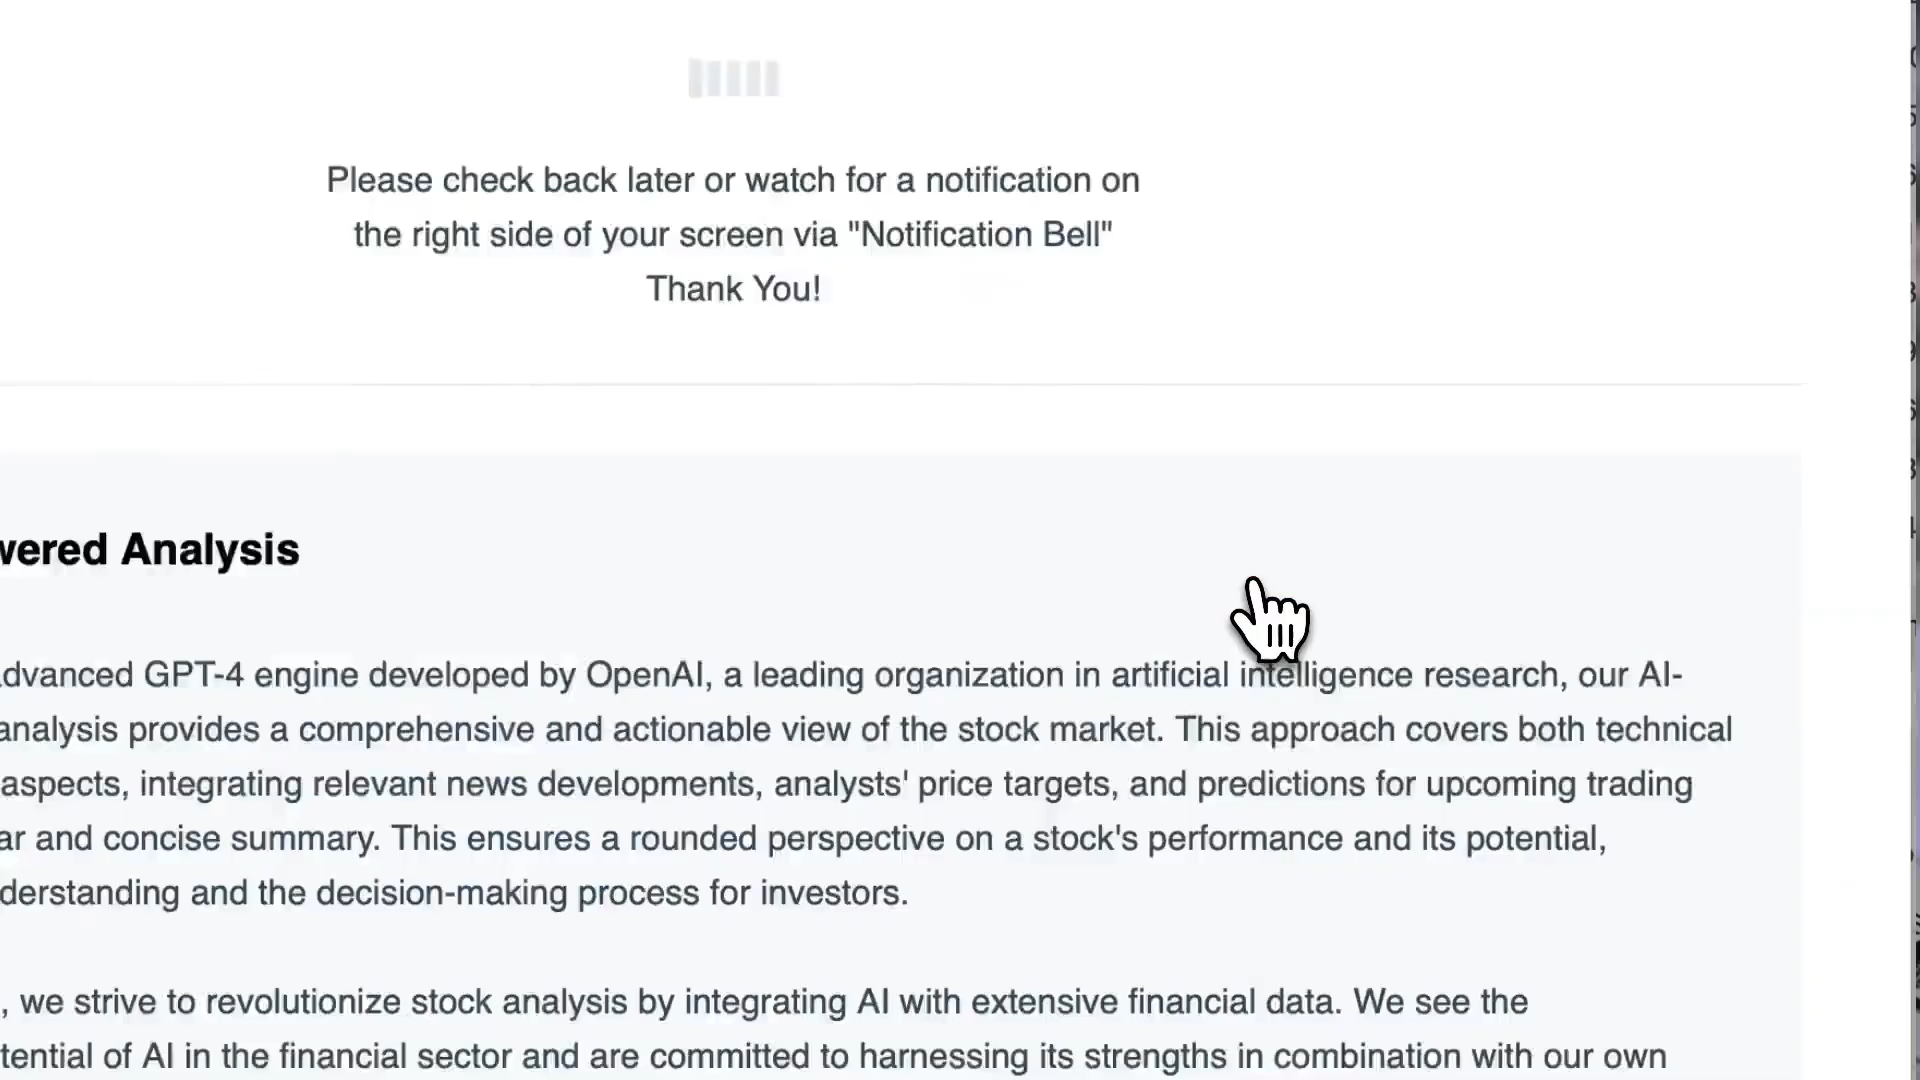 Please check back later or watch for a notification on
the right side of your screen via "Notification Bell"
Thank You!
wered Analysis
dvanced GPT-4 engine developed by OpenAI, a leading organization in artificial intelligence research, our AI-
analysis provides a comprehensive and actionable view of the stock market. This approach covers both technical
aspects, integrating relevant news developments, analysts' price targets, and predictions for upcoming trading
ar and concise summary. This ensures a rounded perspective on a stock's performance and its potential,
derstanding and the decision-making process for investors.
, we strive to revolutionize stock analysis by integrating AI with extensive financial data. We see the
tential of AI in the financial sector and are committed to harnessing its strengths in combination with our own